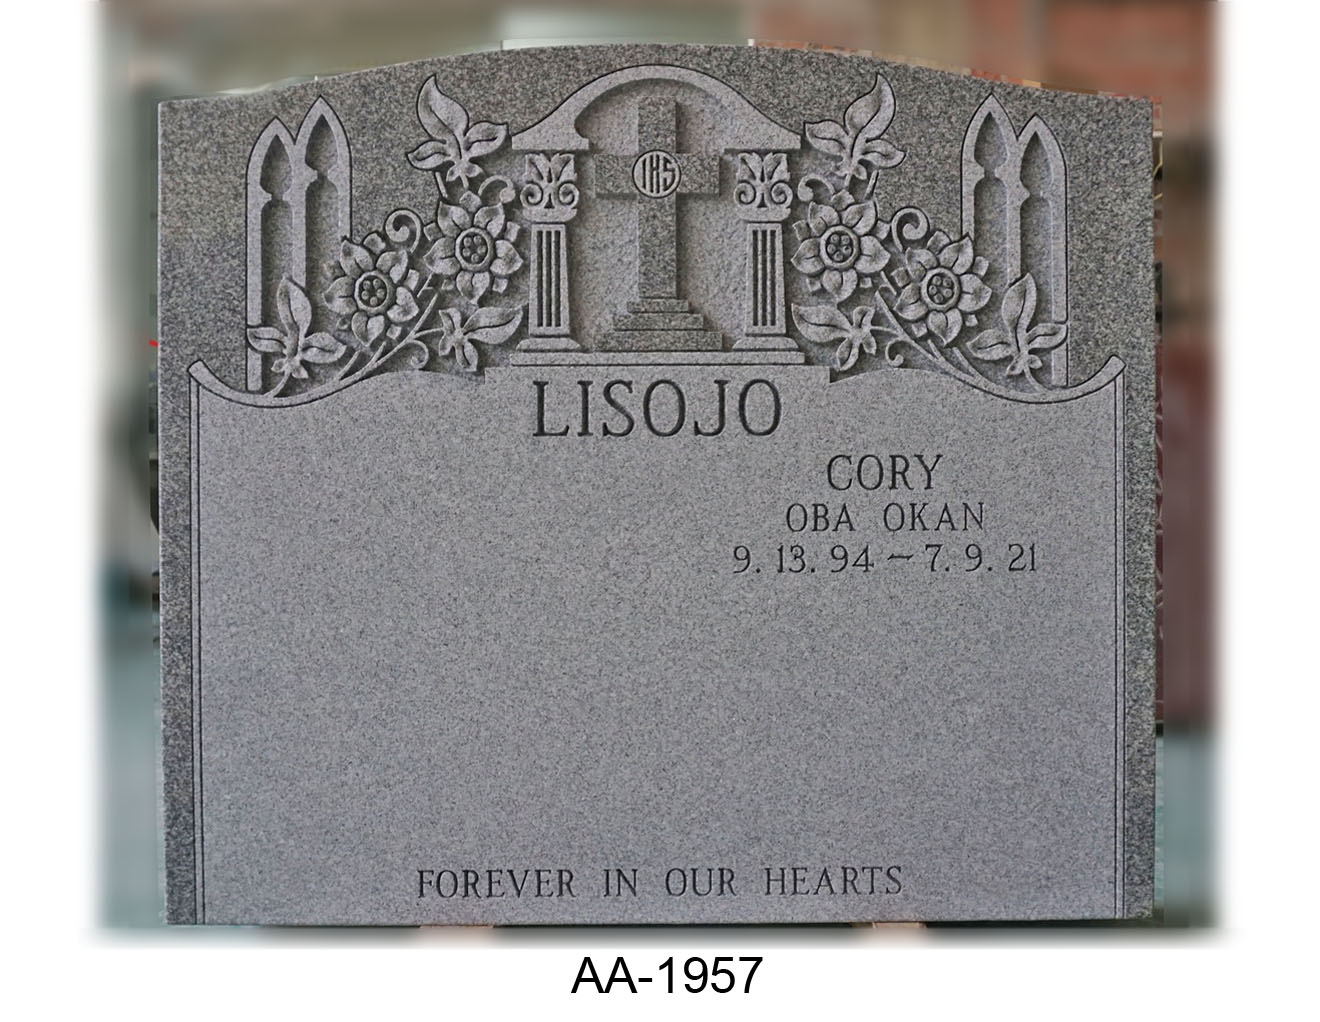 IHS
LISOJO
CORY
OBA OKAN
9. 13. 94 - 7. 9. 21
FOREVER IN OUR HEARTS
AA-1957